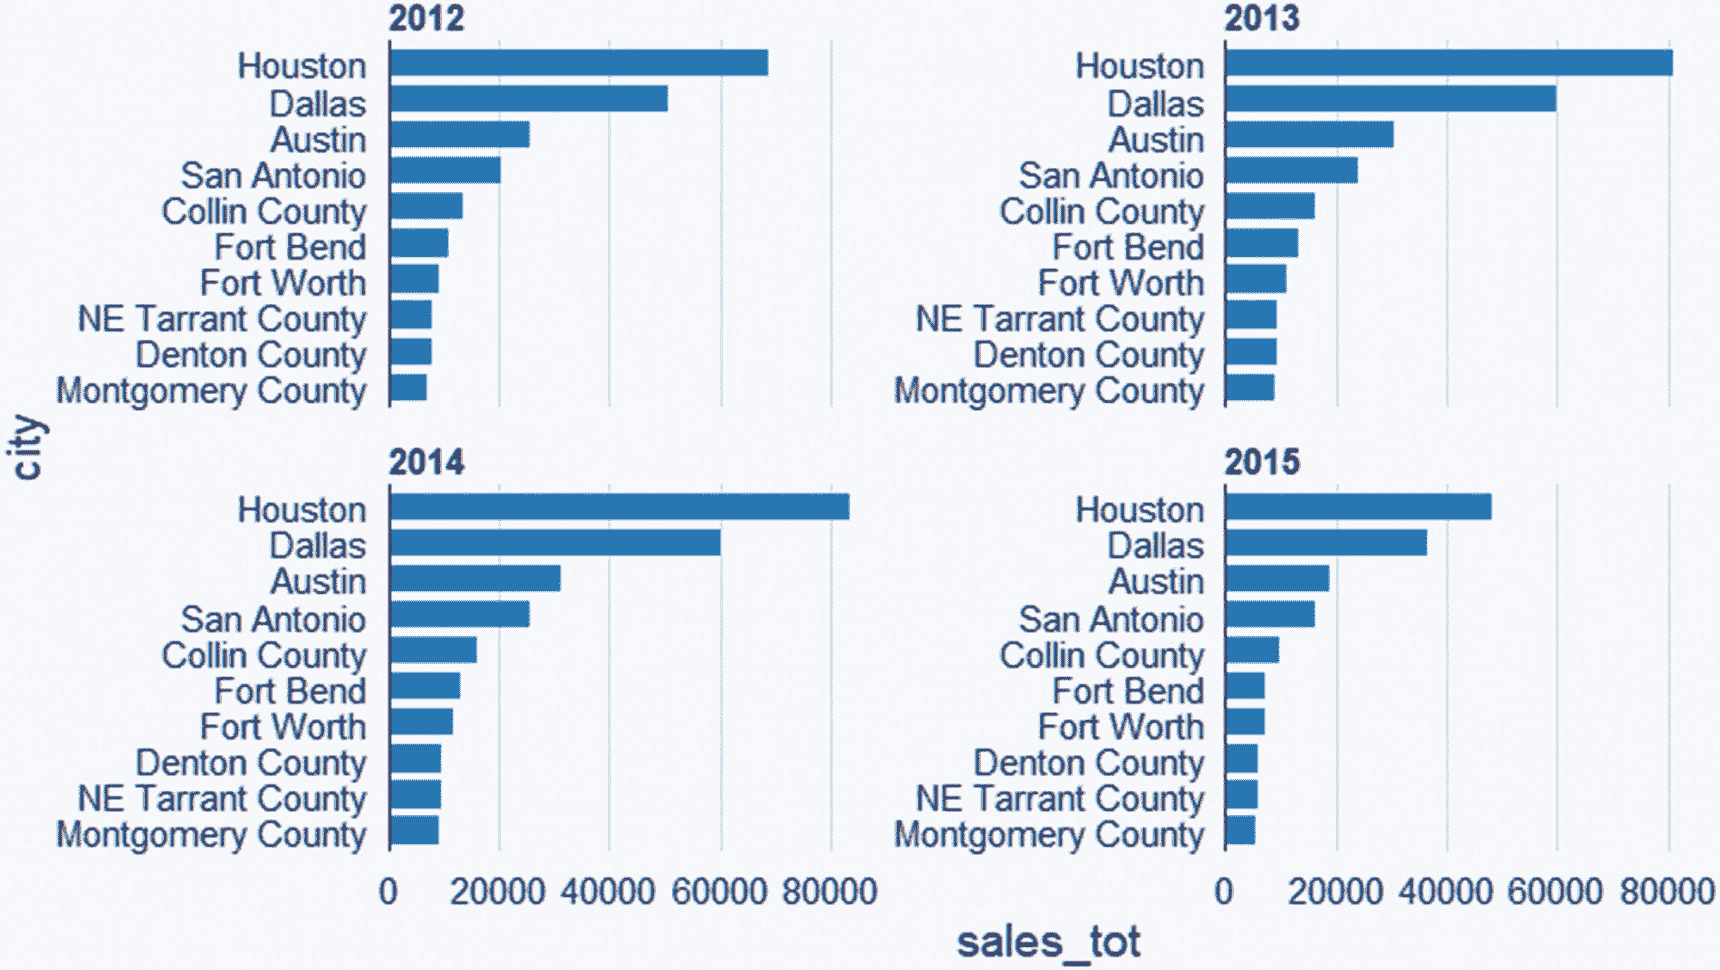 2012
Houston
Dallas
Austin
San Antonio
Collin County
Fort Bend
Fort Worth
NE Tarrant County
Denton County
Montgomery County
2013
Houston
Dallas
Austin
San Antonio
Collin County
Fort Bend
Fort Worth
NE Tarrant County
Denton County
Montgomery County
city
2014
Houston
Dallas
Austin
San Antonio
Collin County
Fort Bend
Fort Worth
Denton County
NE Tarrant County
Montgomery County
0 20000 40000 60000 80000
2015
Houston
Dallas
Austin
San Antonio
Collin County
Fort Bend
Fort Worth
Denton County
NE Tarrant County
Montgomery County
0 20000 40000 60000 80000
sales_tot